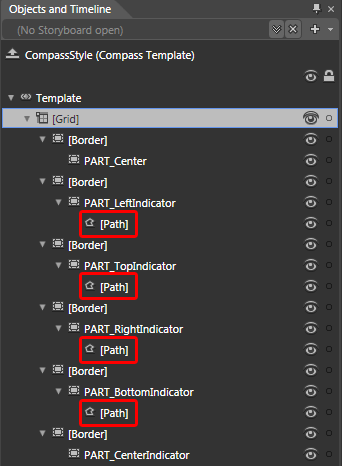 Objects and Timeline
(No Storyboard open)
CompassStyle (Compass Template)
Template
[Grid]
[Border]
PART_Center
[Border]
PART_LeftIndicator
[Path]
[Border]
PART_TopIndicator
[Path]
[Border]
PART_RightIndicator
[Path]
[Border]
PART_BottomIndicator
[Path]
[Border]
PART_CenterIndicator